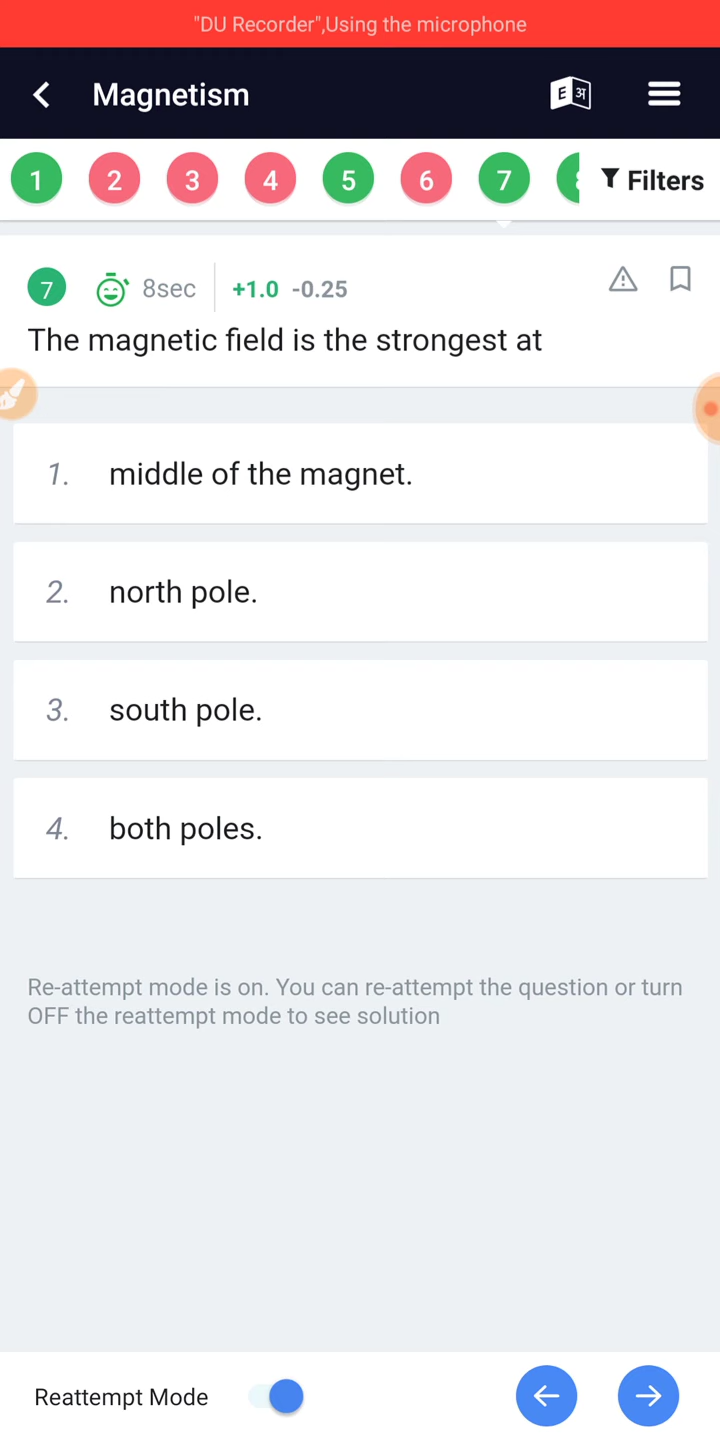 "DU Recorder",Using the microphone
Magnetism
E अ
1 2 3 4 5 6 7 Filters
7 8sec +1.0 -0.25
The magnetic field is the strongest at
1. middle of the magnet.
2. north pole.
3. south pole.
4. both poles.
Re-attempt mode is on. You can re-attempt the question or turn
OFF the reattempt mode to see solution
Reattempt Mode